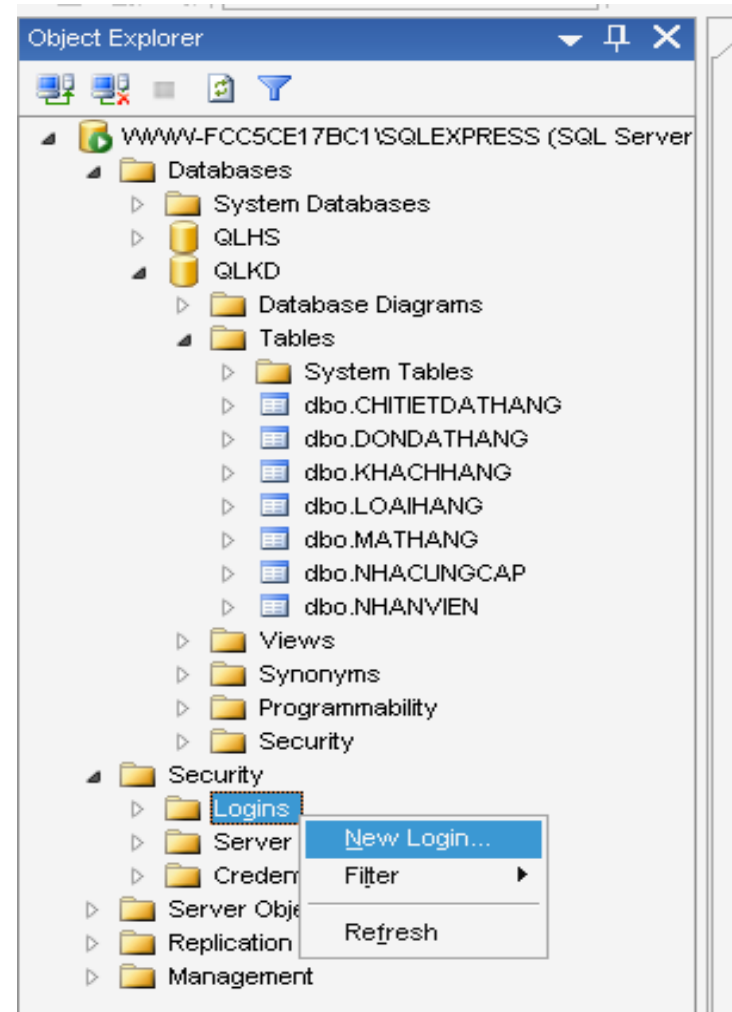 Object Explorer
WWW-FCC5CE17BC1\SQLEXPRESS (SQL Server
Databases
System Databases
QLHS
QLKD
Database Diagrams
Tables
System Tables
dbo.CHITIETDATHANG
dbo.DONDATHANG
dbo.KHACHHANG
dbo.LOAIHANG
dbo.MATHANG
dbo.NHACUNGCAP
dbo.NHANVIEN
Views
Synonyms
Programmability
Security
Security
Logins
New Login...
Server
Filter
Creden
Server Obje
Refresh
Replication
Management